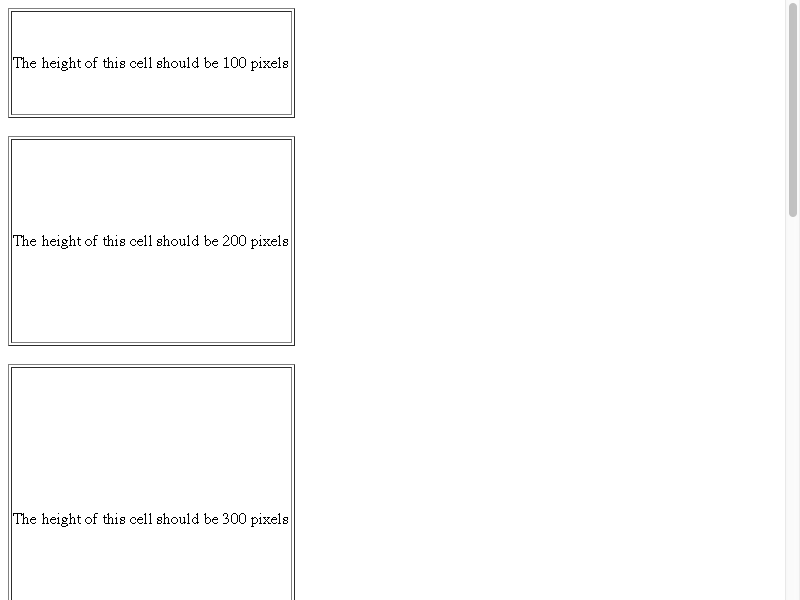 The height of this cell should be 100 pixels
The height of this cell should be 200 pixels
The height of this cell should be 300 pixels